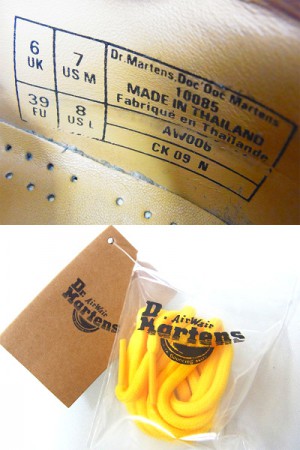 6 UK
7 US M
39 EU
8 US L
Dr. Martens, Doc' Doc Martens
10085
MADE IN THAILAND
Fabriqué en Thaïlande
AW006
CK 09 N
Dr. AirWair
Martens
Dr. AirWair
Martens